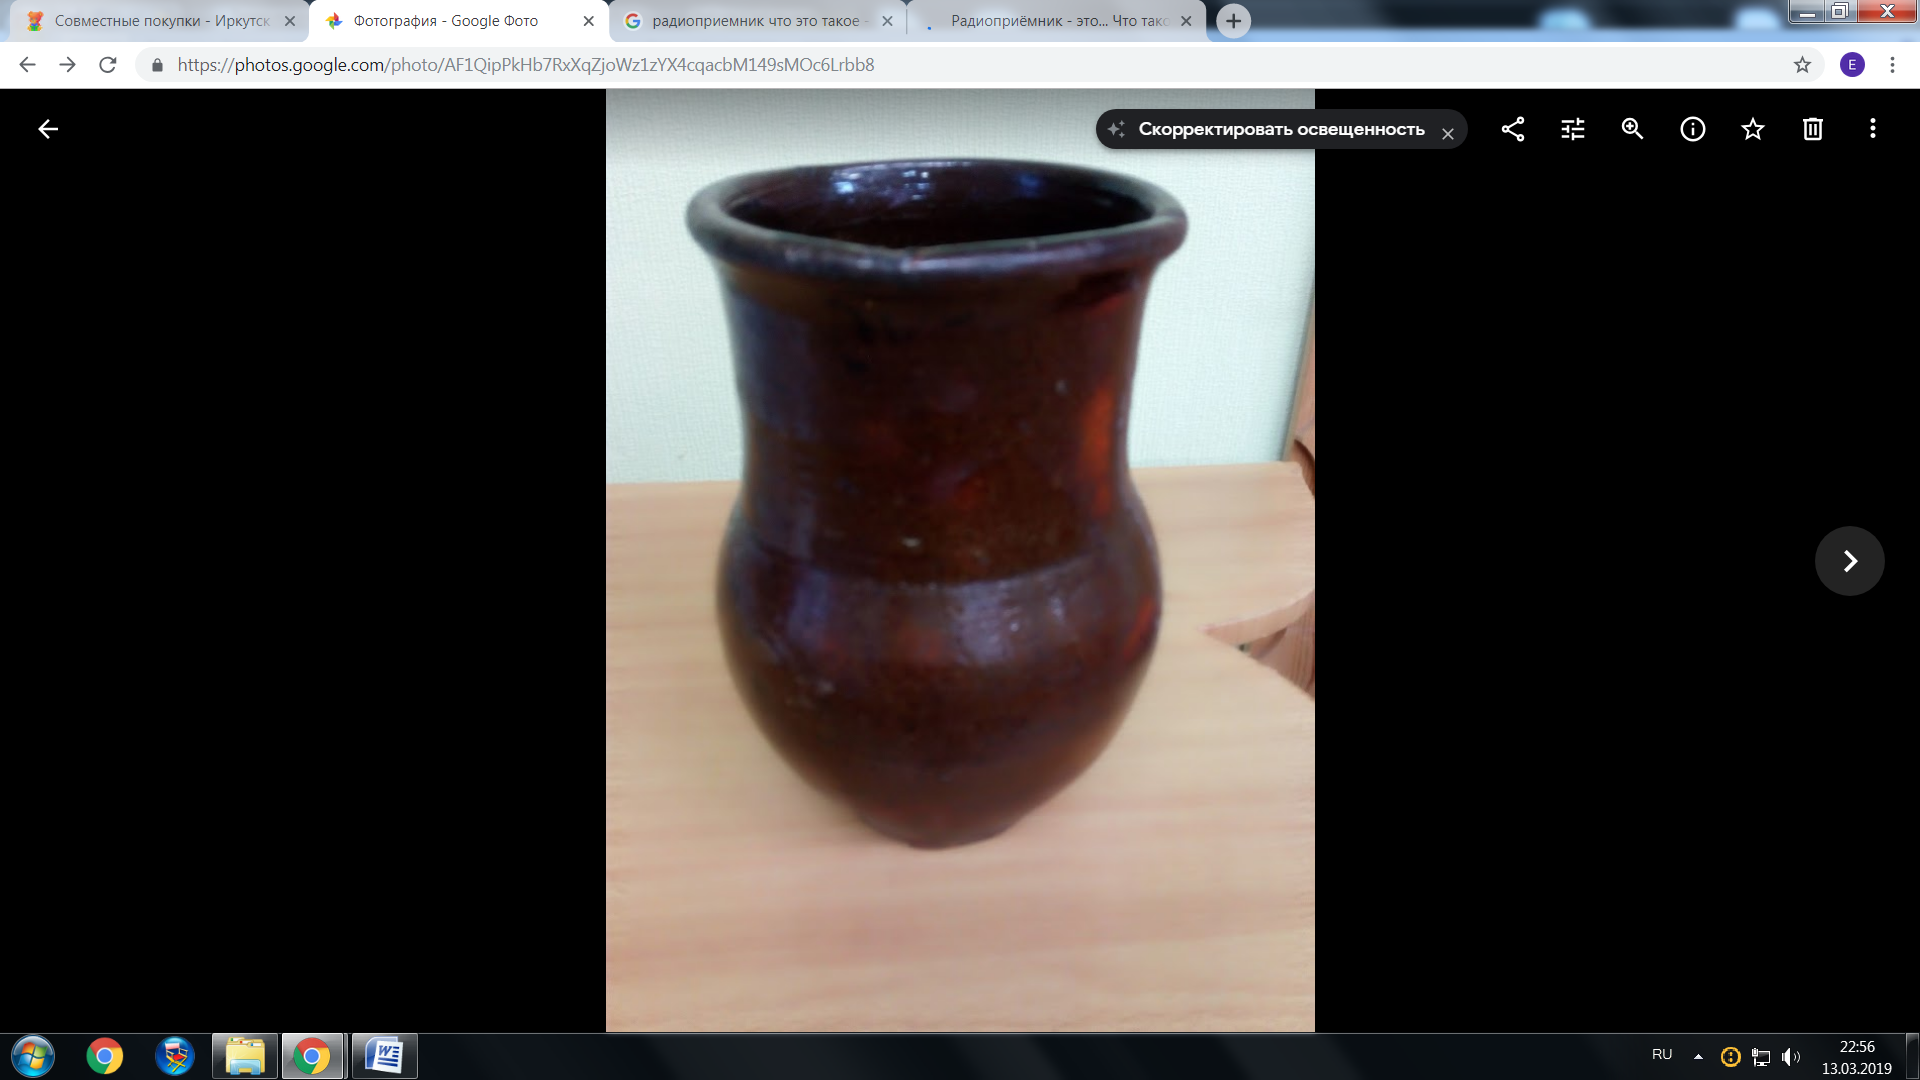 Совместные покупки - Иркутск
Фотография - Google Фото
радиоприемник что это такое -
Радиоприёмник - это... Что тако
https://photos.google.com/photo/AF1QipPkHb7RxXqZjoWz1zYX4cqacbM149sMOc6Lrbb8
E
Скорректировать освещенность
RU
22:56
13.03.2019